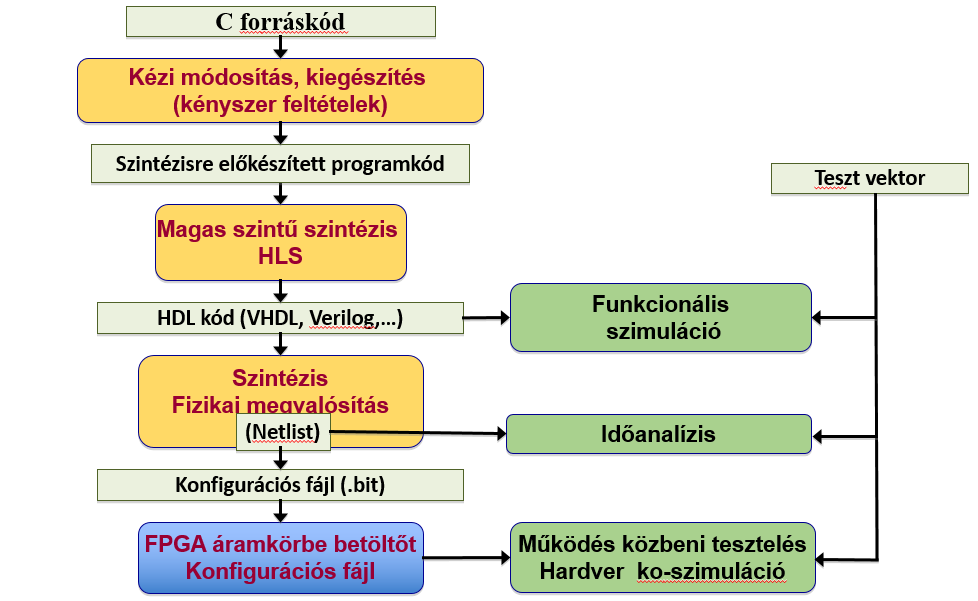 C forráskód
Kézi módosítás, kiegészítés
(kényszer feltételek)
Szintézisre előkészített programkód
Teszt vektor
Magas szintű szintézis
HLS
HDL kód (VHDL, Verilog,...)
Funkcionális
szimuláció
Szintézis
Fizikai megvalósítás
(Netlist)
Időanalízis
Konfigurációs fájl (.bit)
FPGA áramkörbe betöltőt
Konfigurációs fájl
Működés közbeni tesztelés
Hardver ko-szimuláció